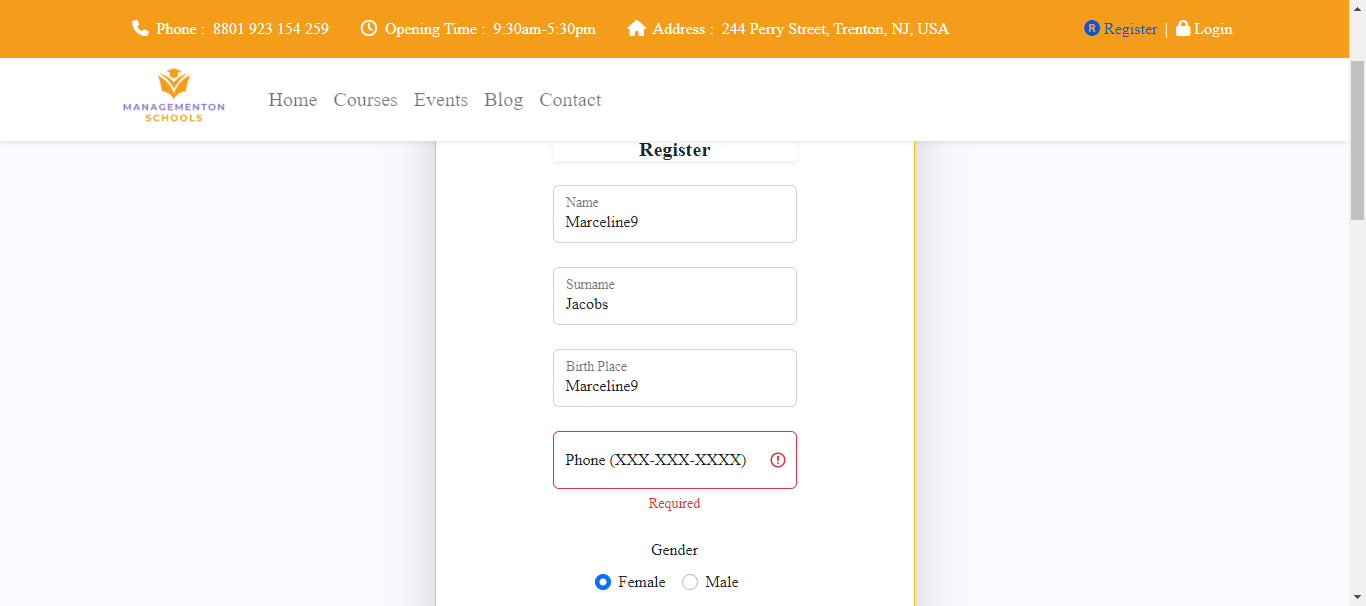 Phone : 8801 923 154 259 Opening Time : 9:30am-5:30pm Address : 244 Perry Street, Trenton, NJ, USA R Register | Login
MANAGEMENTON
SCHOOLS
Home Courses Events Blog Contact
Register
Name
Marceline9
Surname
Jacobs
Birth Place
Marceline9
Phone (XXX-XXX-XXXX)
Required
Gender
Female Male